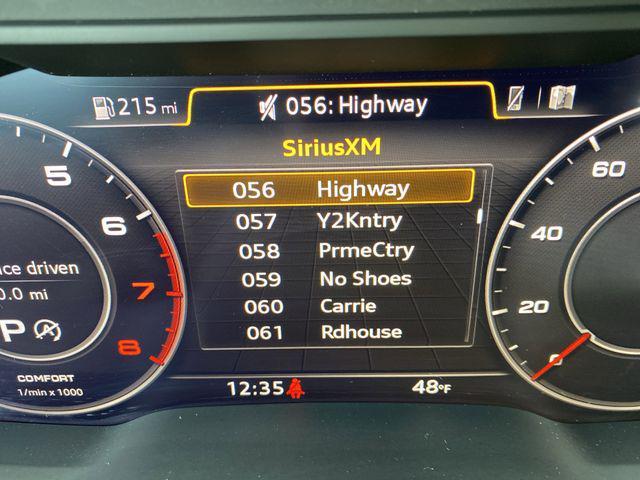 215 mi
056: Highway
SiriusXM
056 Highway
057 Y2Kntry
058 PrmeCtry
059 No Shoes
060 Carrie
061 Rdhouse
5
6
7
8
ce driven
0.0 mi
P
A
COMFORT
1/min x 1000
12:35
48°F
60
40
20
0